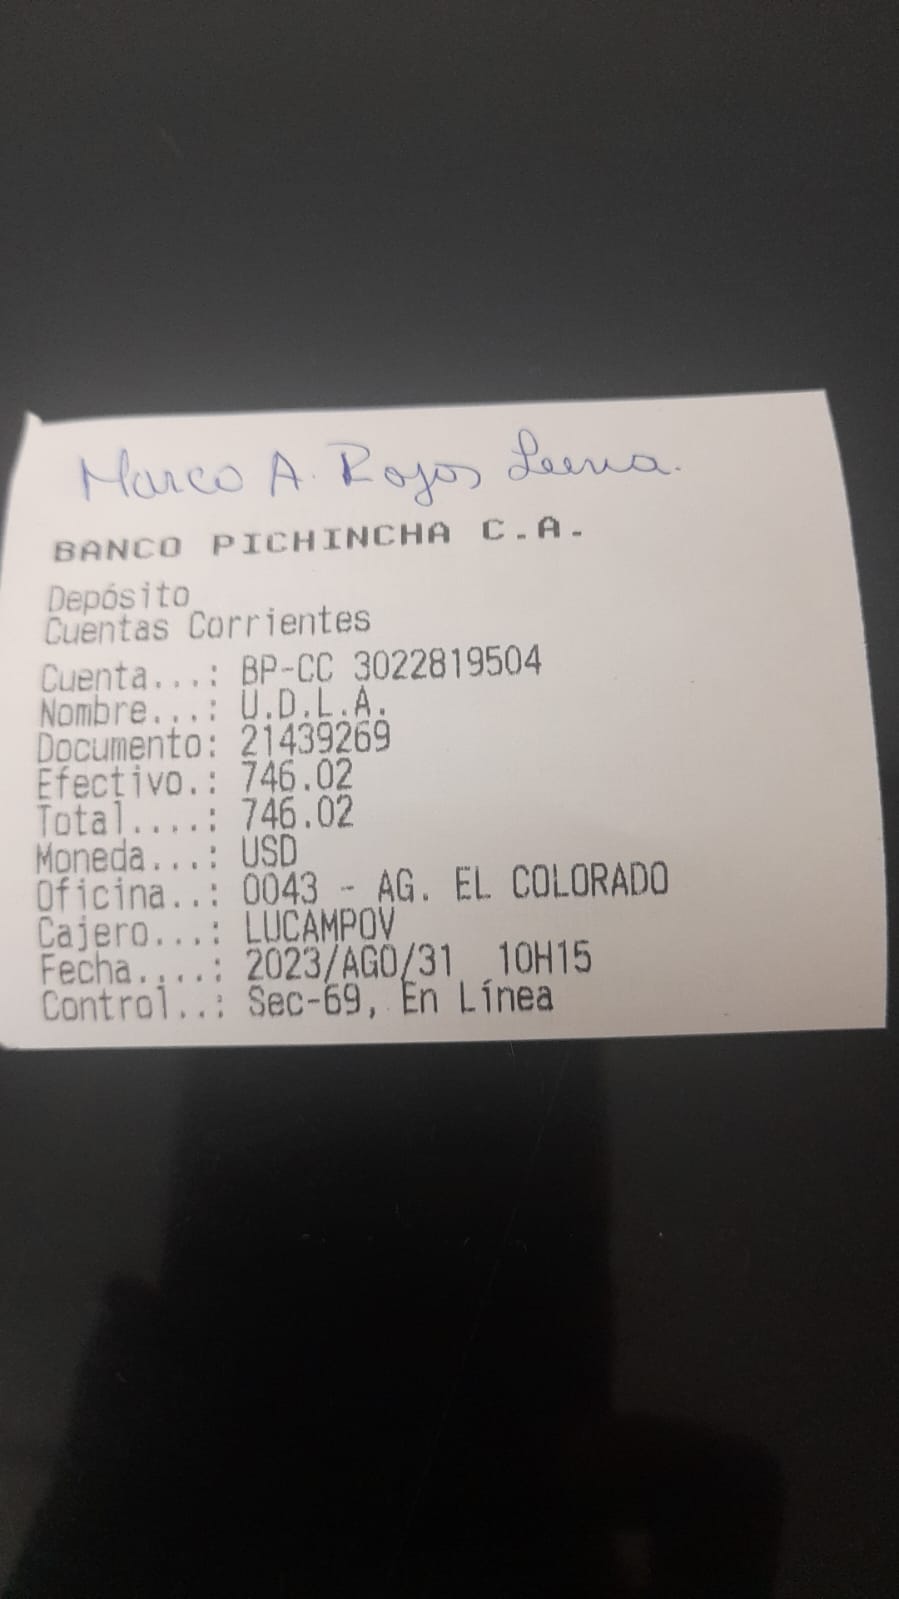 Marco A. Rojas
BANCO PICHINCHA C.A.
Depósito
Cuentas Corrientes
Cuenta...: BP-CC 3022819504
Nombre...: U.D.L.A.
Documento: 21439269
Efectivo.: 746.02
Total....: 746.02
Moneda...: USD
Oficina..: 0043 - AG. EL COLORADO
Cajero...: LUCAMPOV
Fecha....: 2023/AGO/31 10H15
Control..: Sec-69, En Línea